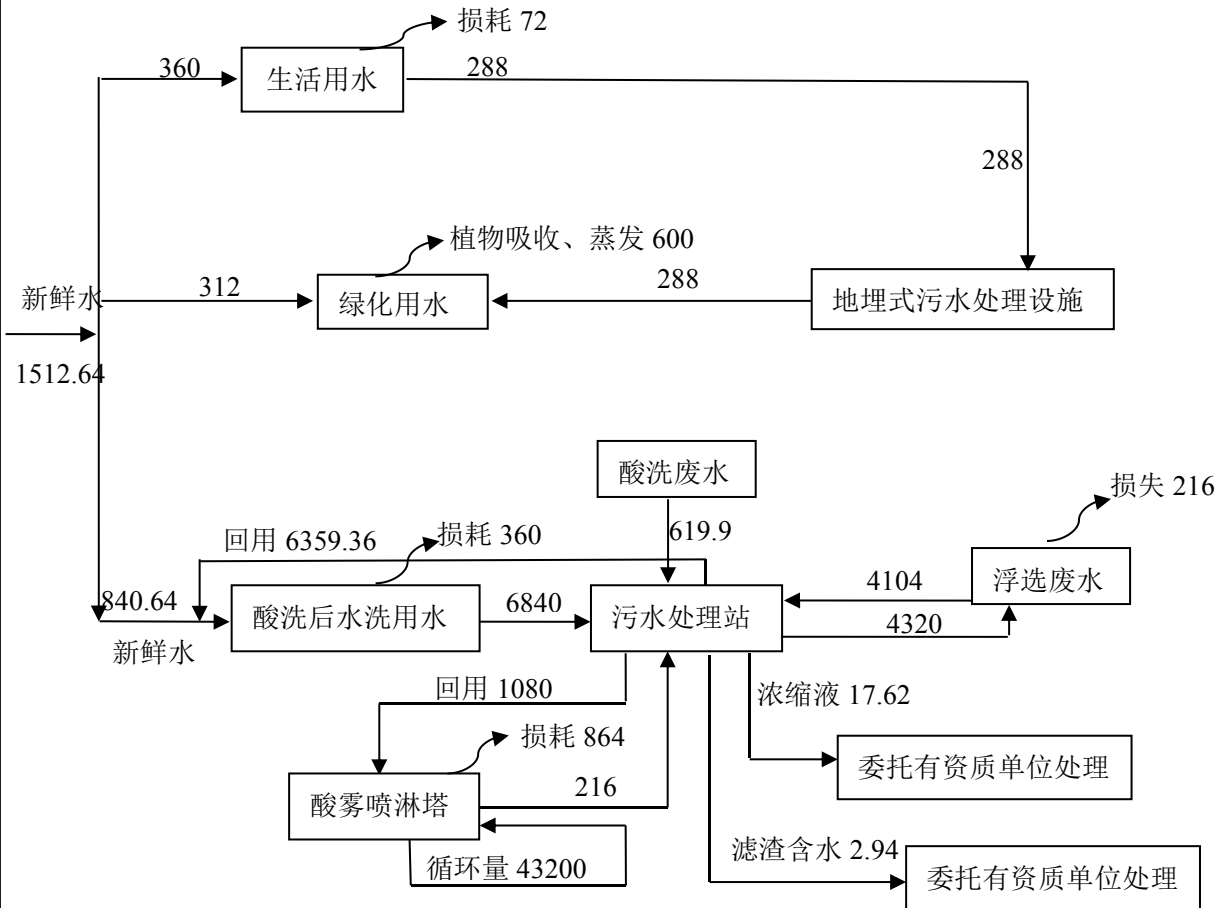 损耗 72
360
生活用水
288
288
植物吸收、蒸发 600
新鲜水
312
绿化用水
288
地埋式污水处理设施
1512.64
酸洗废水
损失 216
回用 6359.36
损耗 360
619.9
840.64
酸洗后水洗用水
6840
污水处理站
4104
浮选废水
4320
新鲜水
回用 1080
浓缩液 17.62
损耗 864
酸雾喷淋塔
216
委托有资质单位处理
循环量 43200
滤渣含水 2.94
委托有资质单位处理